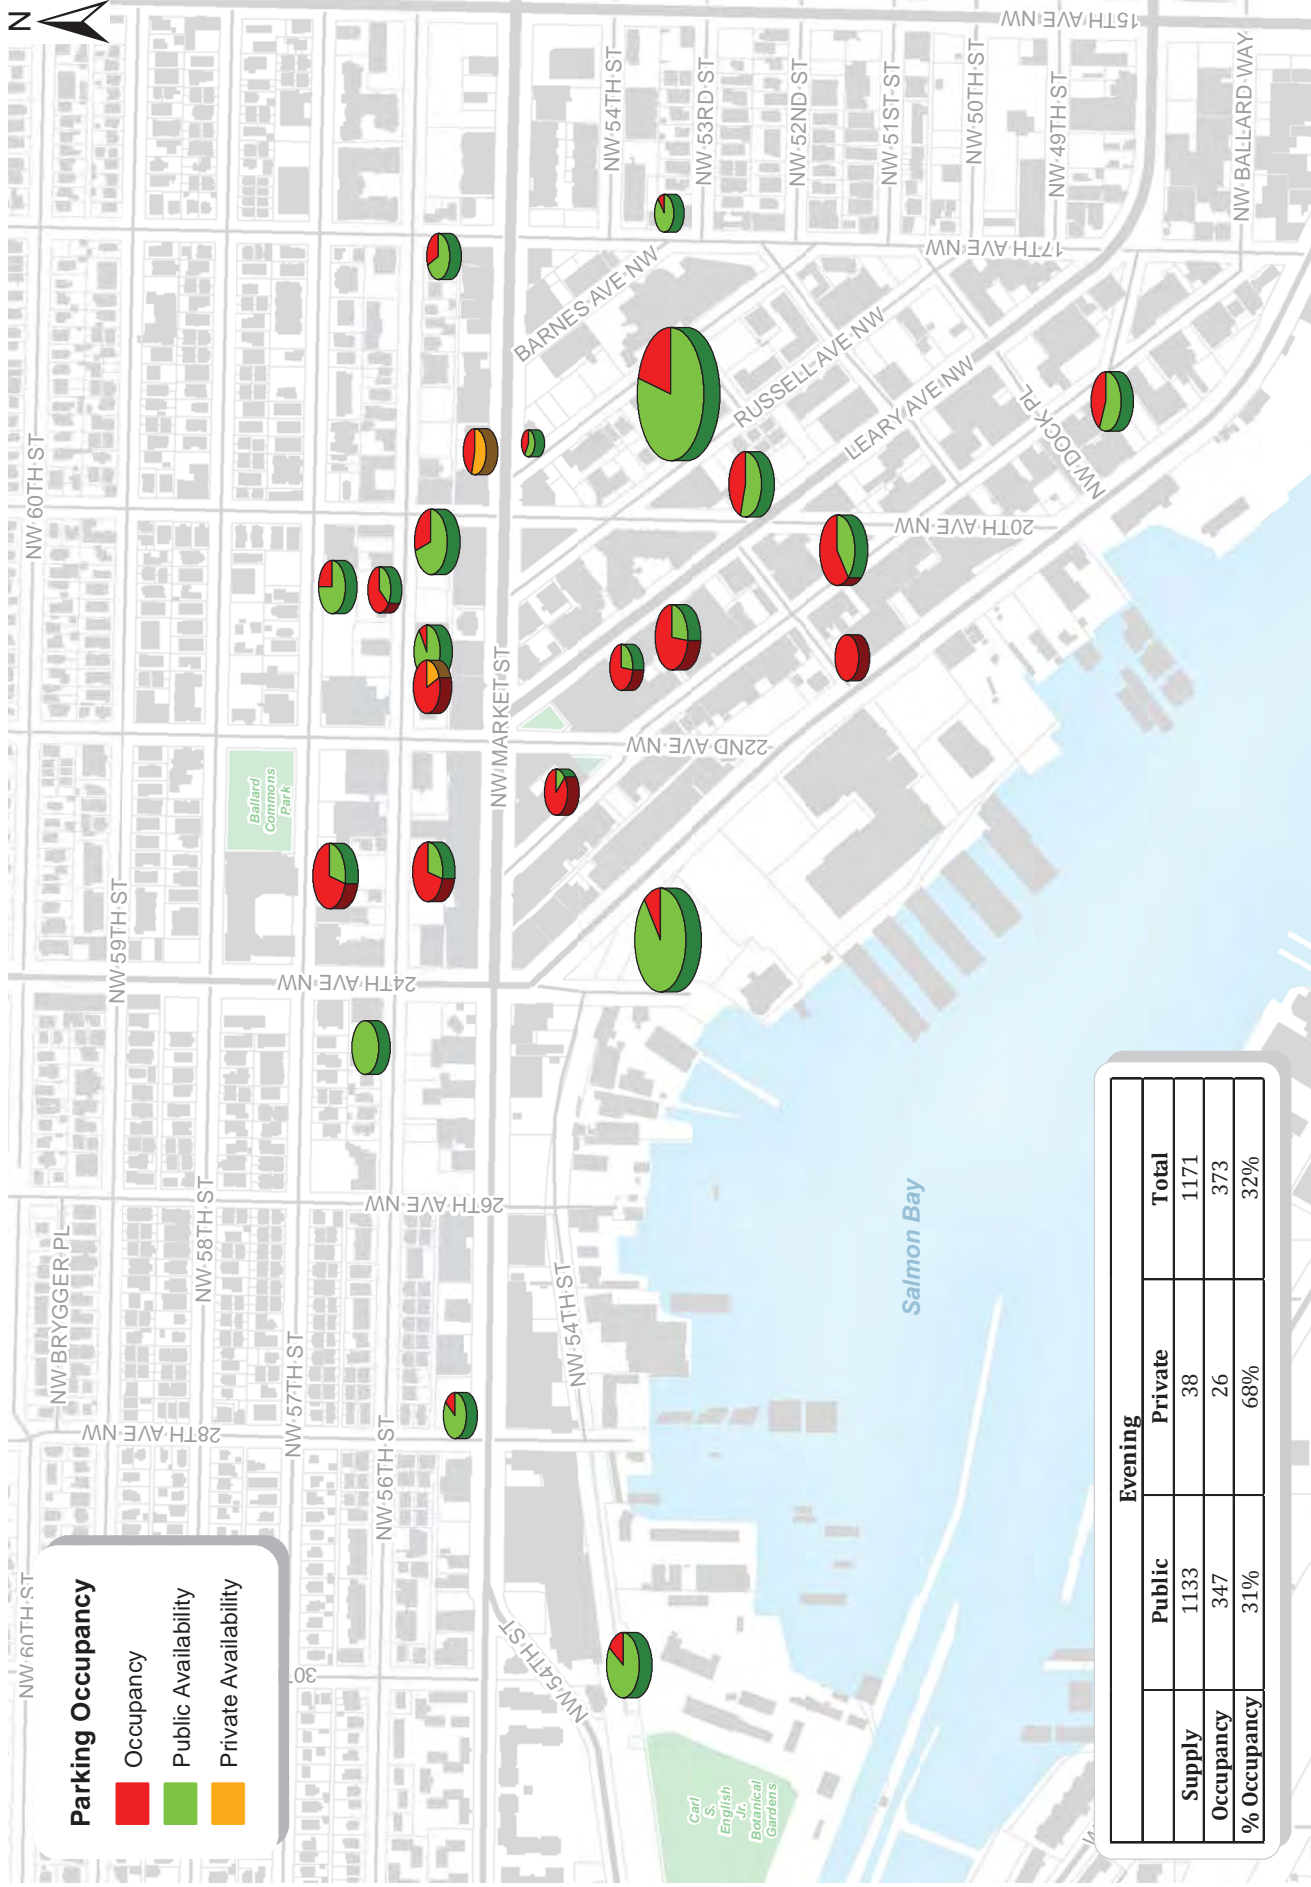 N
NW 60TH ST
NW 60TH ST
NW BRYGGER PL
NW 59TH ST
NW 58TH ST
NW 57TH ST
NW 56TH ST
NW MARKET ST
NW 54TH ST
NW 54TH ST
NW 54TH ST
NW 53RD ST
NW 52ND ST
NW 51ST ST
NW 50TH ST
NW 49TH ST
NW BALLARD WAY
15TH AVE NW
17TH AVE NW
20TH AVE NW
22ND AVE NW
24TH AVE NW
26TH AVE NW
28TH AVE NW
30
BARNES AVE NW
RUSSELL AVE NW
LEARY AVE NW
NW DOCK PL
Ballard
Commons
Park
Salmon Bay
Carl
S.
English
Jr.
Botanical
Gardens
Parking Occupancy
Occupancy
Public Availability
Private Availability
Evening
Public Private Total
Supply 1133 38 1171
Occupancy 347 26 373
% Occupancy 31% 68% 32%